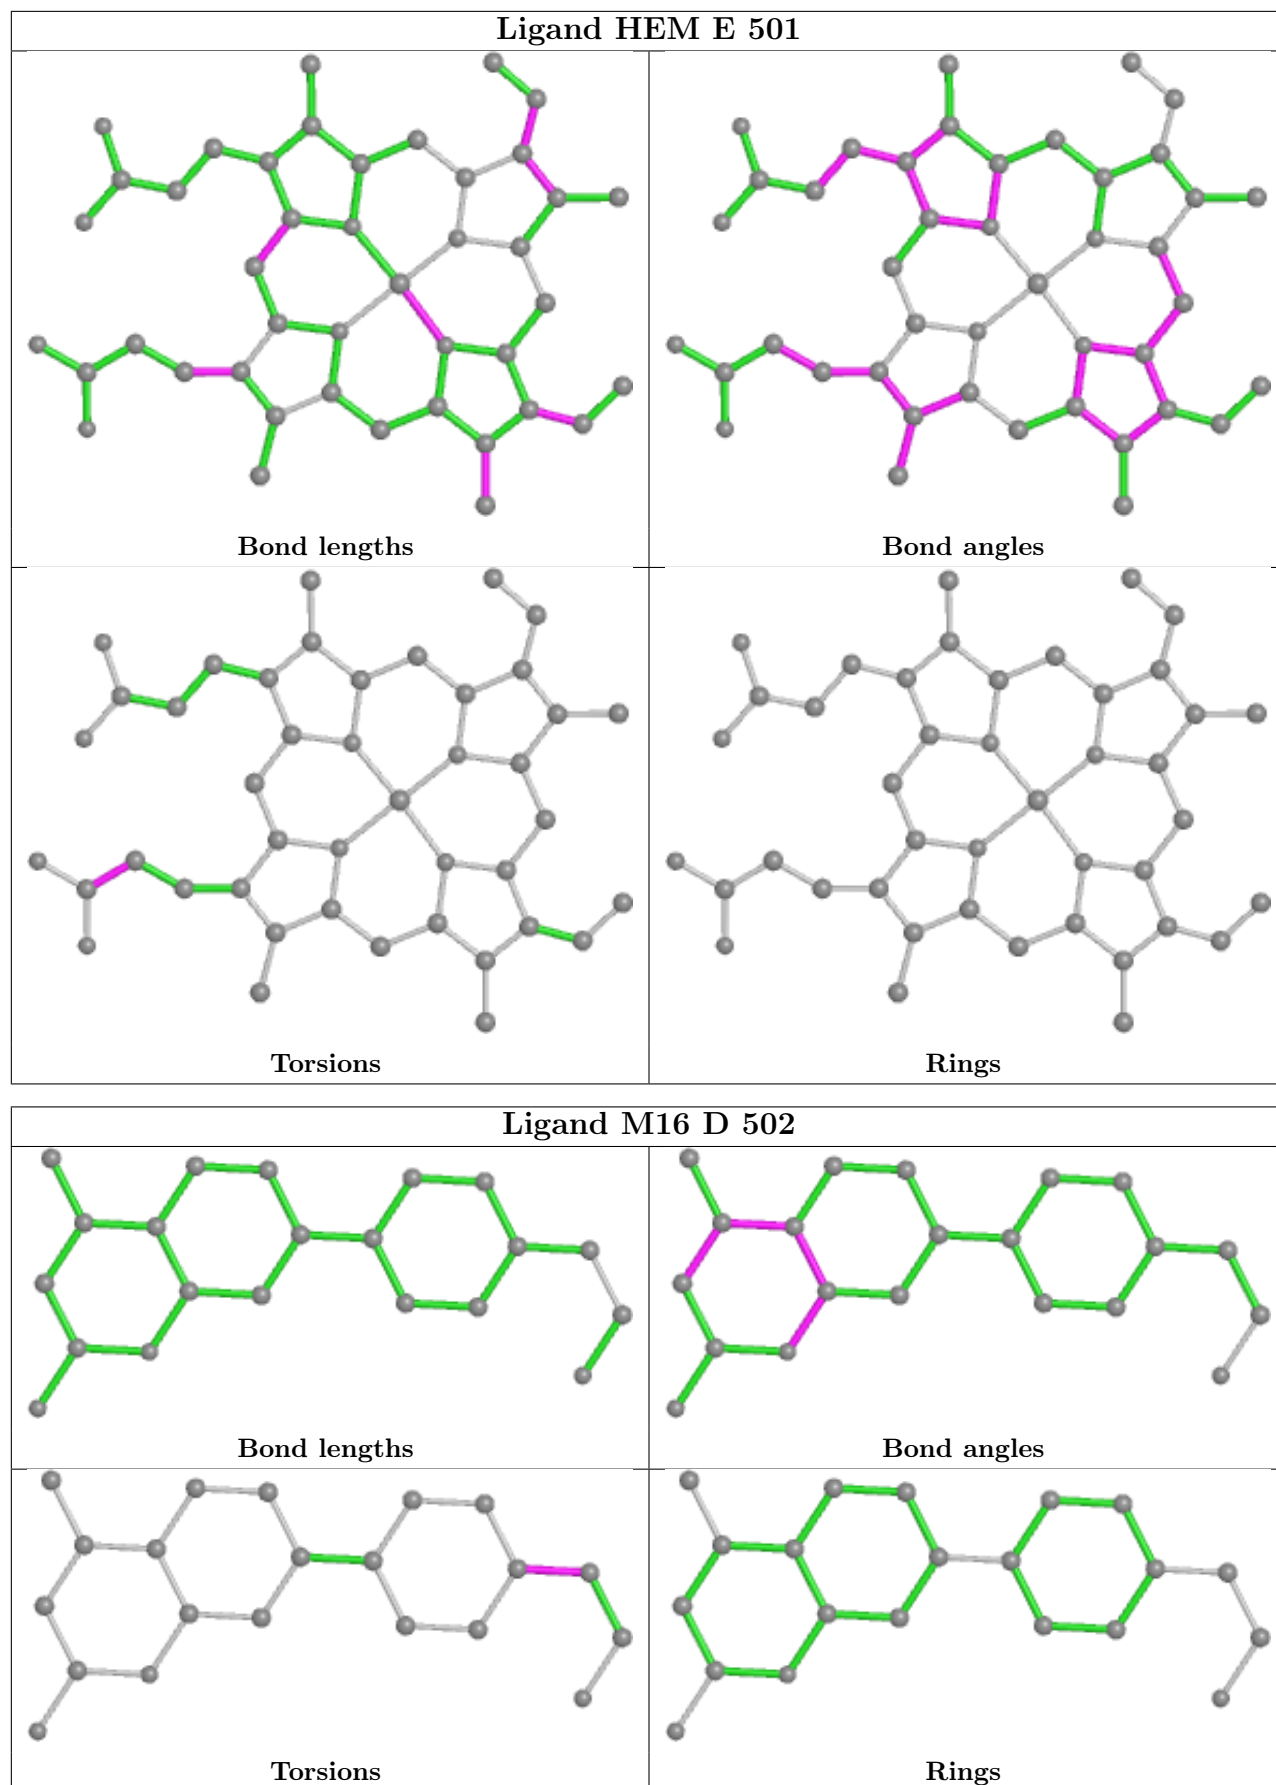 Ligand HEM E 501
Bond lengths
Bond angles
Torsions
Rings
Ligand M16 D 502
Bond lengths
Bond angles
Torsions
Rings